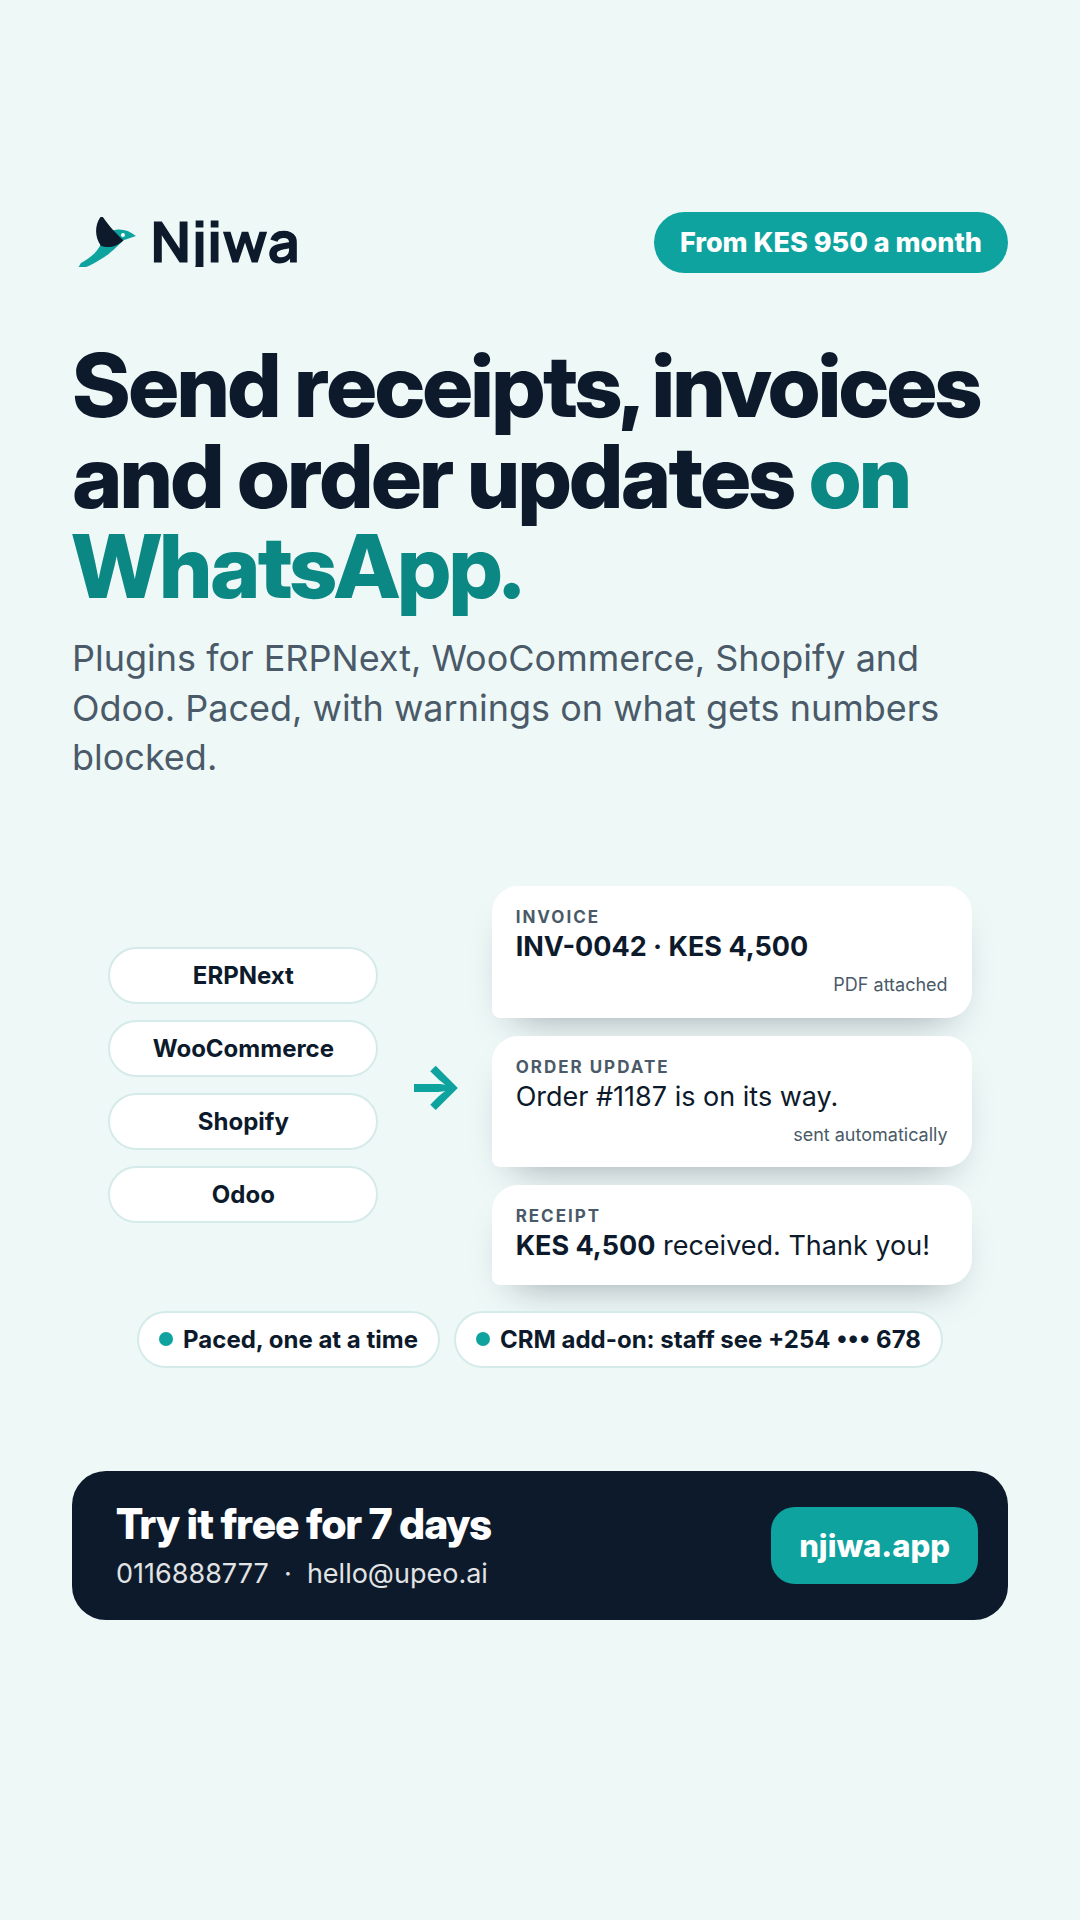 Njiwa
From KES 950 a month
Send receipts, invoices
and order updates on
WhatsApp.
Plugins for ERPNext, WooCommerce, Shopify and
Odoo. Paced, with warnings on what gets numbers
blocked.
ERPNext
WooCommerce
Shopify
Odoo
INVOICE
INV-0042 · KES 4,500
PDF attached
ORDER UPDATE
Order #1187 is on its way.
sent automatically
RECEIPT
KES 4,500 received. Thank you!
Paced, one at a time
CRM add-on: staff see +254 ••• 678
Try it free for 7 days
0116888777 · hello@upeo.ai
njiwa.app